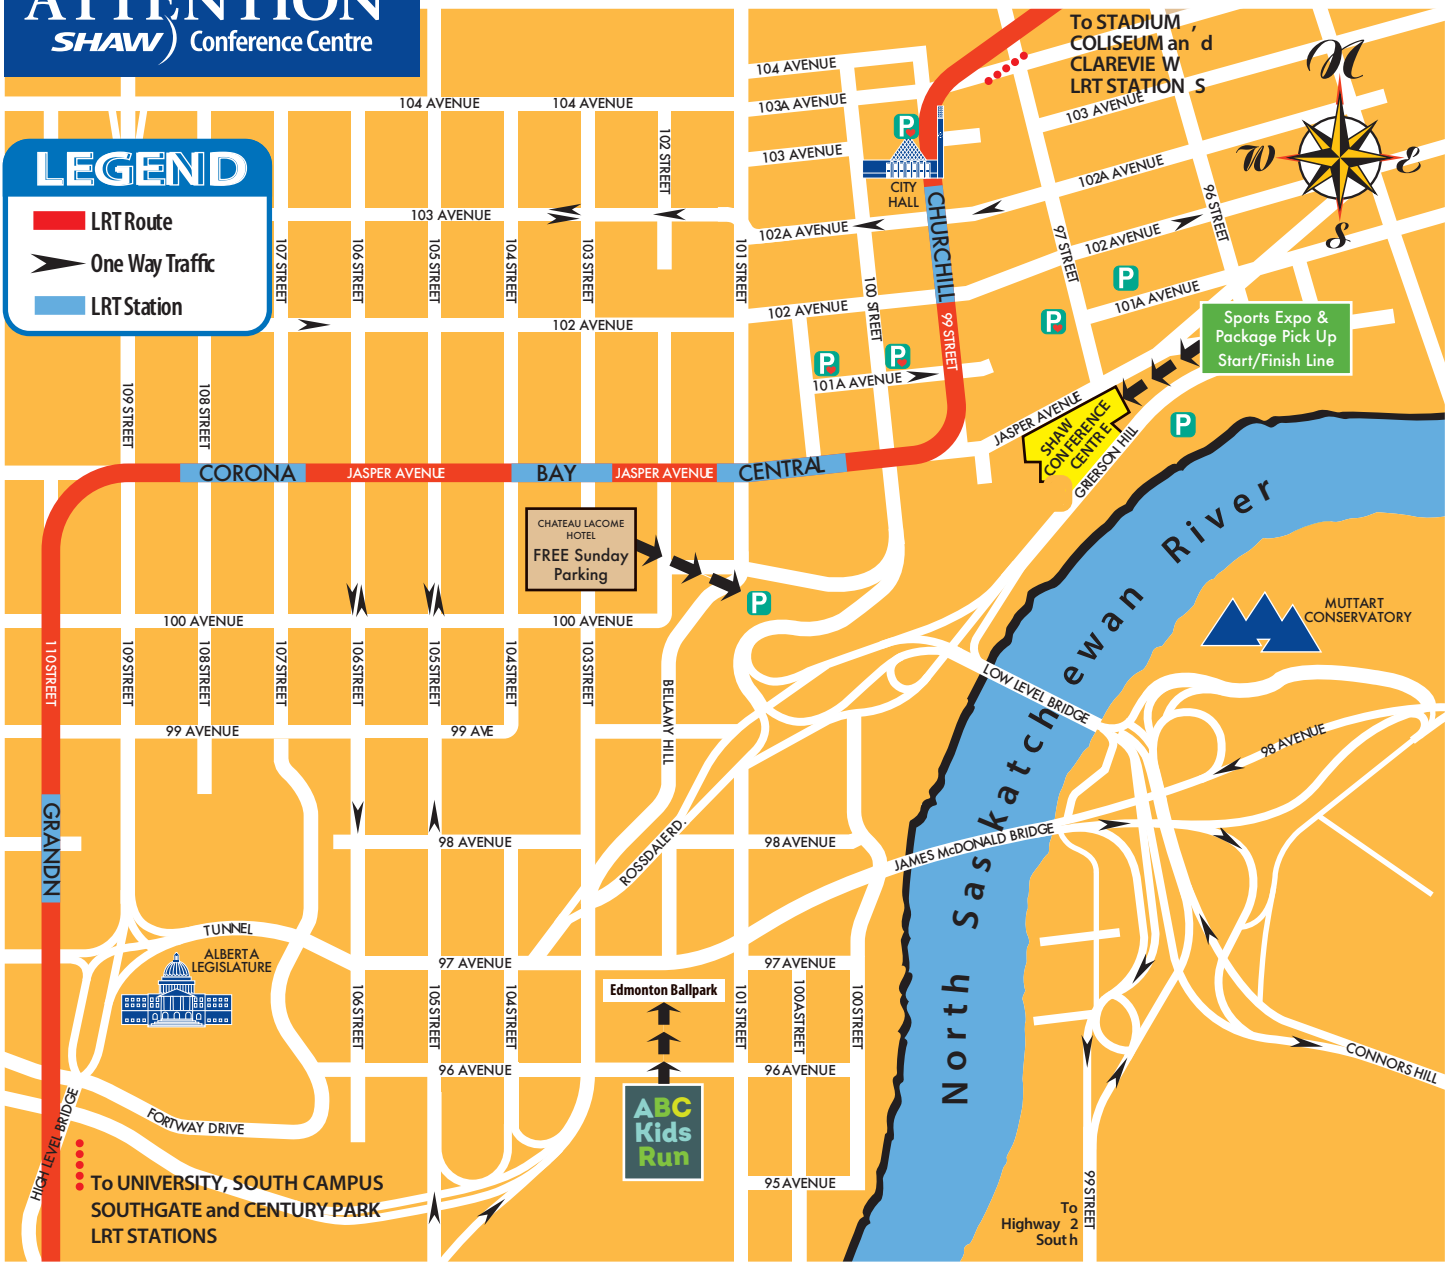 ATTENTION
SHAW Conference Centre
LEGEND
LRT Route
One Way Traffic
LRT Station
To STADIUM ,
COLISEUM an d
CLAREVIE W
LRT STATION S
N
W
E
S
104 AVENUE
104 AVENUE
104 AVENUE
103A AVENUE
103 AVENUE
103 AVENUE
102 STREET
102A AVENUE
96 STREET
CITY
HALL
CHURCHILL
103 AVENUE
102A AVENUE
102 AVENUE
97 STREET
107 STREET
106 STREET
105 STREET
104 STREET
103 STREET
101 STREET
100 STREET
P
P
P
P
P
101A AVENUE
102 AVENUE
102 AVENUE
99 STREET
101A AVENUE
Sports Expo &
Package Pick Up
Start/Finish Line
109 STREET
108 STREET
JASPER AVENUE
SHAW
CONFERENCE
CENTRE
GRIERSON HILL
P
CORONA
JASPER AVENUE
BAY
JASPER AVENUE
CENTRAL
CHATEAU LACOME
HOTEL
FREE Sunday
Parking
P
North Saskatchewan River
MUTTART
CONSERVATORY
100 AVENUE
100 AVENUE
110 STREET
109 STREET
108 STREET
107 STREET
106 STREET
105 STREET
104 STREET
103 STREET
BELLAMY HILL
LOW LEVEL BRIDGE
99 AVENUE
99 AVE
98 AVENUE
GRANDN
98 AVENUE
ROSSDALE RD.
98 AVENUE
JAMES McDONALD BRIDGE
TUNNEL
ALBERTA
LEGISLATURE
97 AVENUE
97 AVENUE
Edmonton Ballpark
106 STREET
105 STREET
104 STREET
101 STREET
100A STREET
100 STREET
96 AVENUE
96 AVENUE
CONNORS HILL
ABC
Kids
Run
FORTWAY DRIVE
HIGH LEVEL BRIDGE
To UNIVERSITY, SOUTH CAMPUS
SOUTHGATE and CENTURY PARK
LRT STATIONS
95 AVENUE
99 STREET
To
Highway 2
South